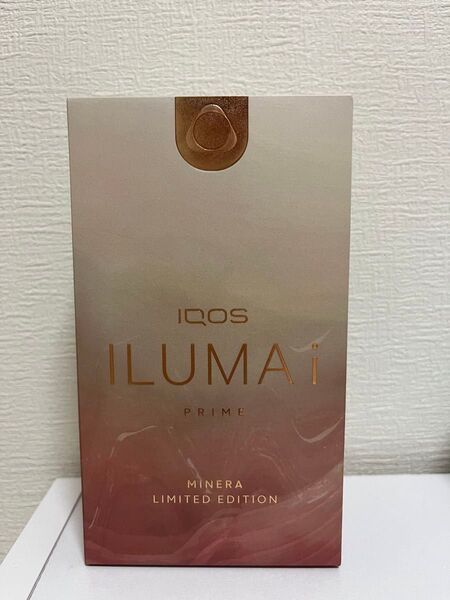 IQOS
ILUMA i
PRIME
MINERA
LIMITED EDITION